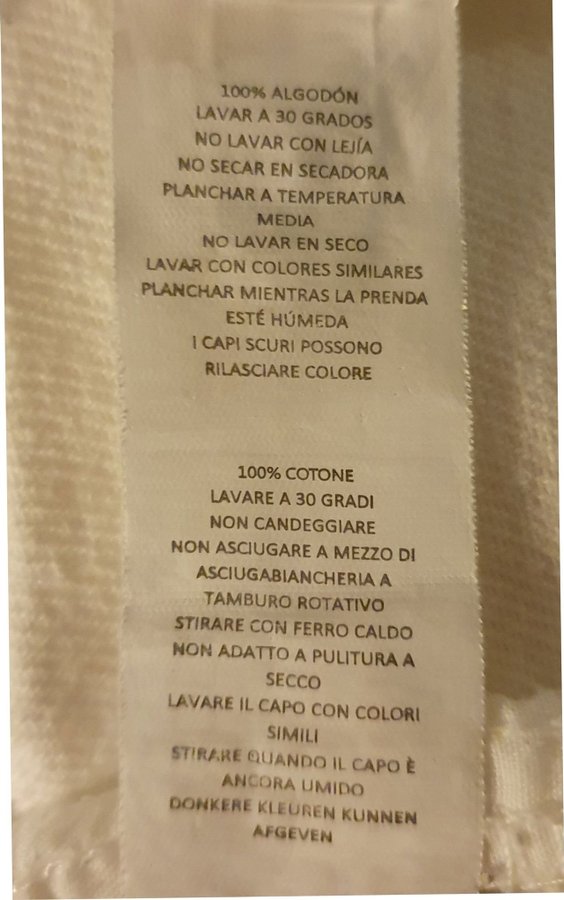 100% ALGODÓN
LAVAR A 30 GRADOS
NO LAVAR CON LEJÍA
NO SECAR EN SECADORA
PLANCHAR A TEMPERATURA
MEDIA
NO LAVAR EN SECO
LAVAR CON COLORES SIMILARES
PLANCHAR MIENTRAS LA PRENDA
ESTÉ HÚMEDA
I CAPI SCURI POSSONO
RILASCIARE COLORE
100% COTONE
LAVARE A 30 GRADI
NON CANDEGGIARE
NON ASCIUGARE A MEZZO DI
ASCIUGABIANCHERIA A
TAMBURO ROTATIVO
STIRARE CON FERRO CALDO
NON ADATTO A PULITURA A
SECCO
LAVARE IL CAPO CON COLORI
SIMILI
STIRARE QUANDO IL CAPO È
ANCORA UMIDO
DONKERE KLEUREN KUNNEN
AFGEVEN